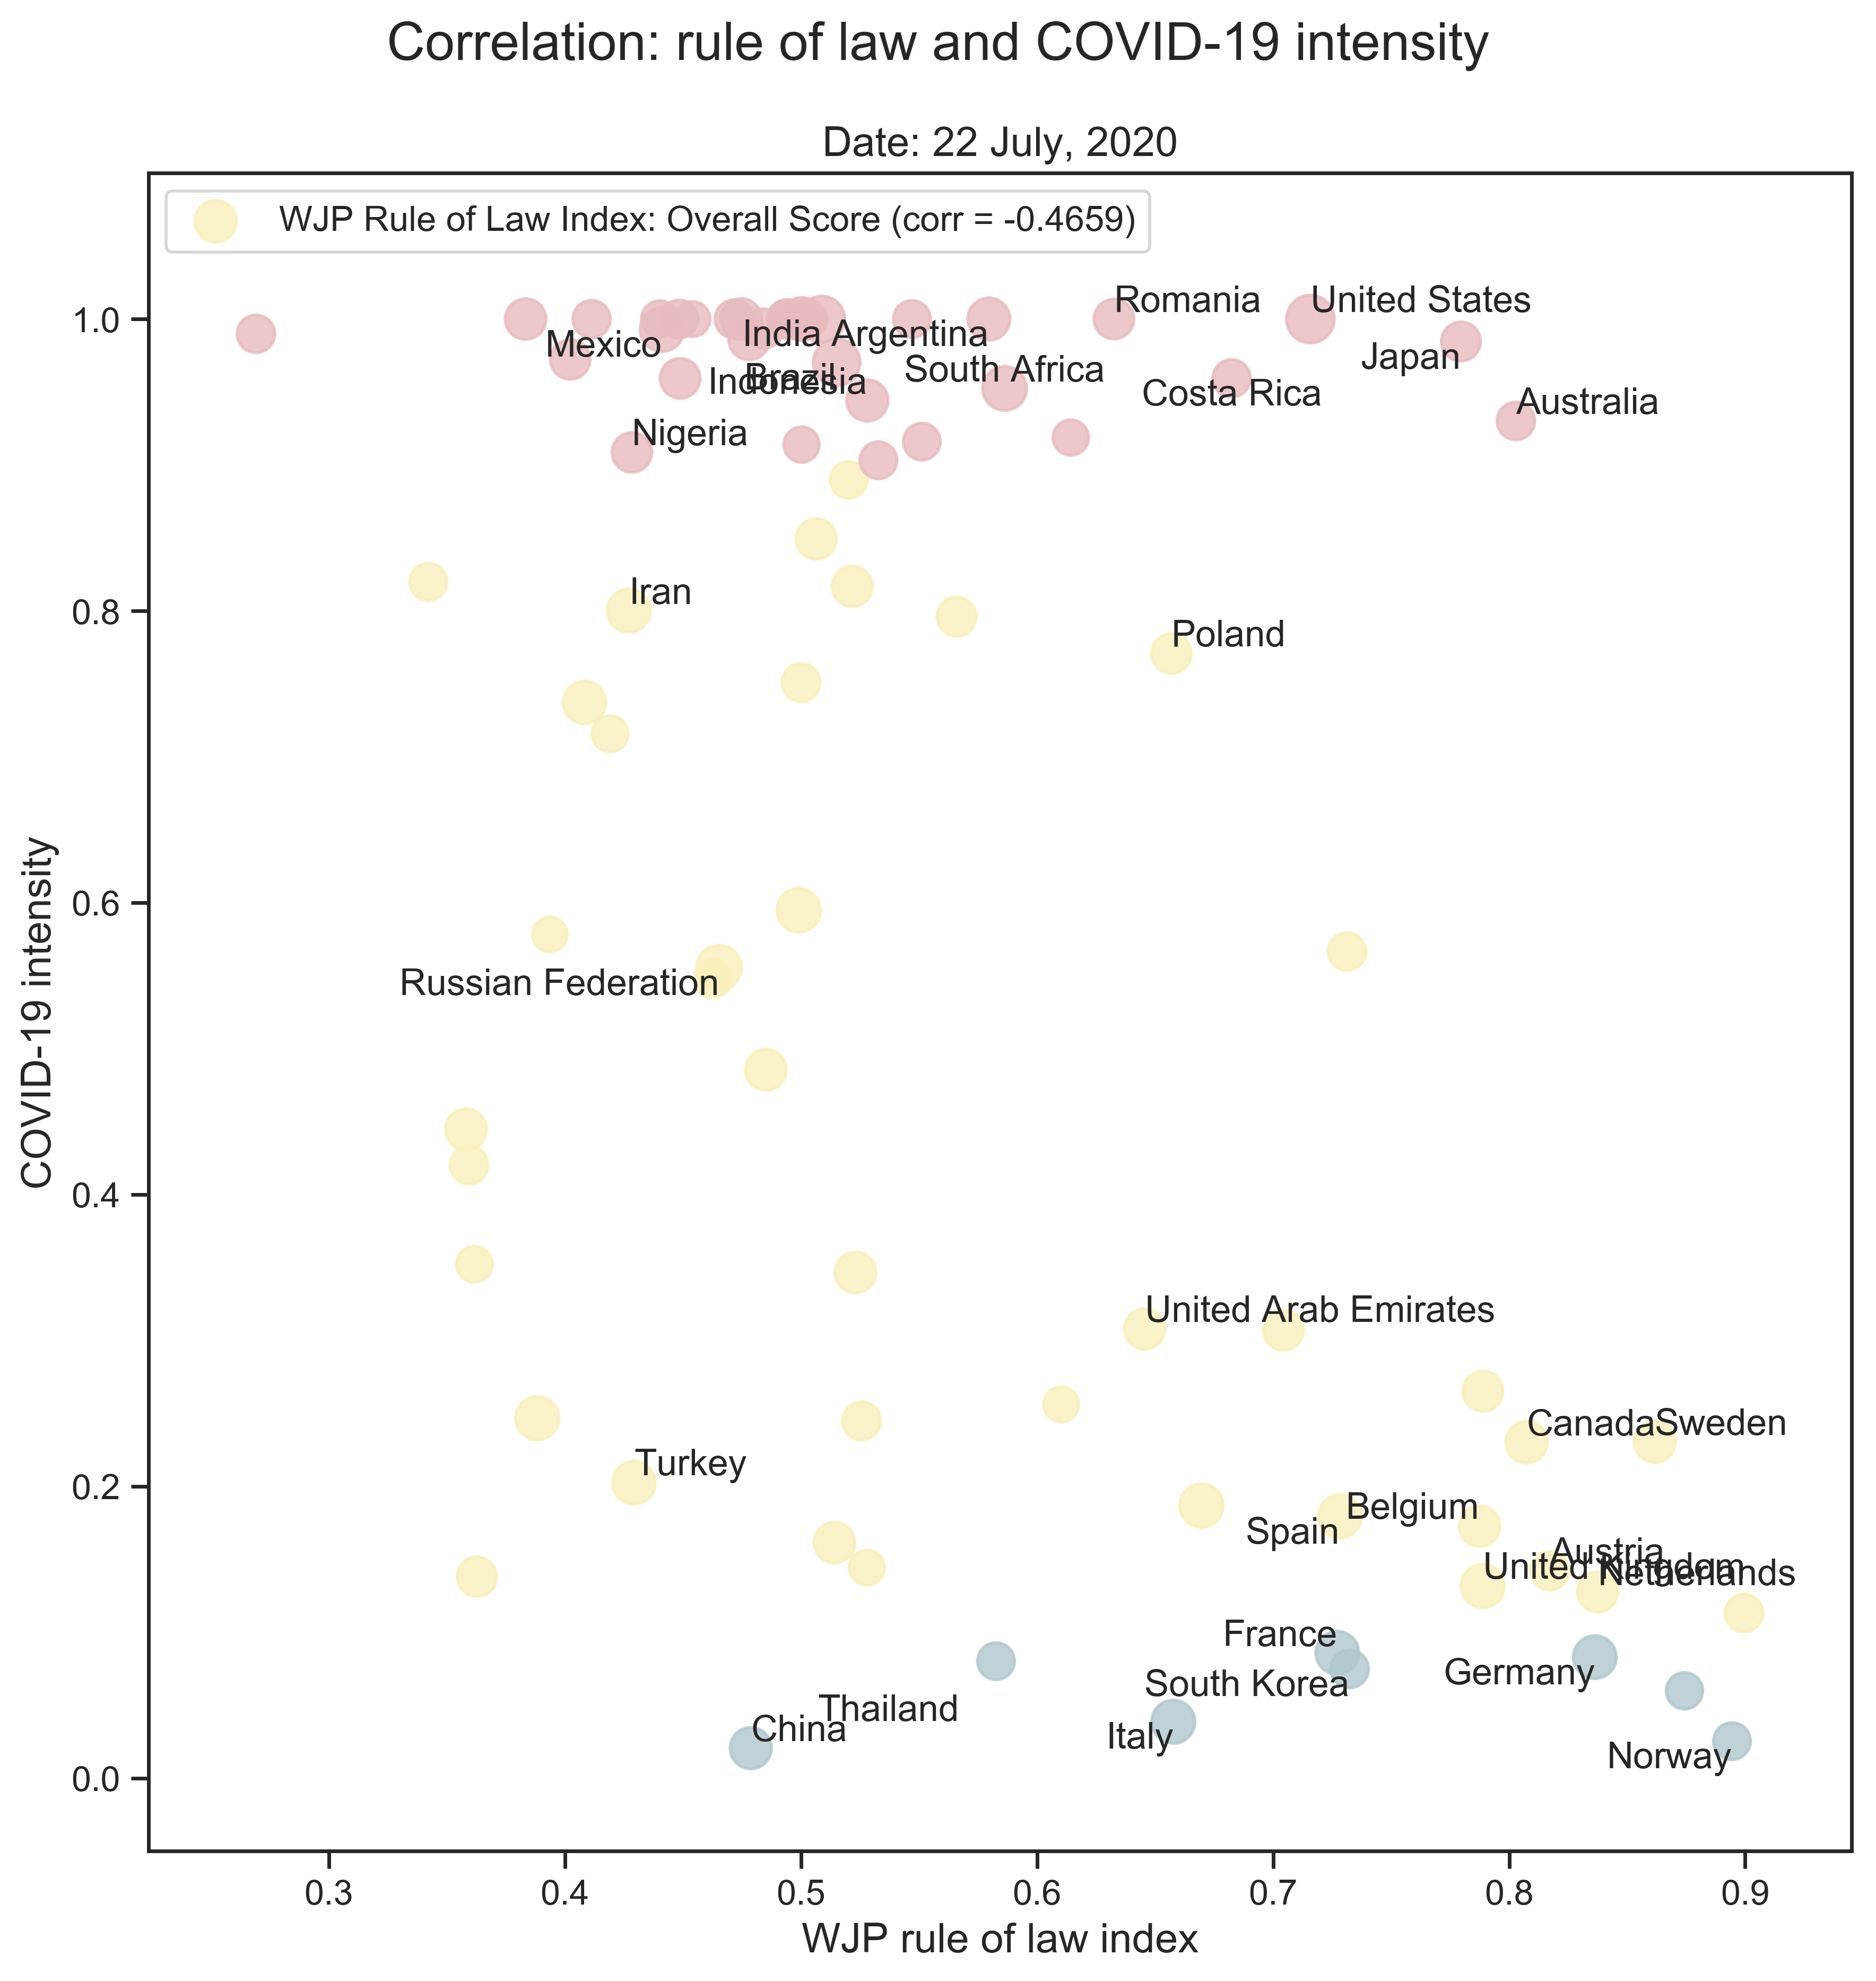 Correlation: rule of law and COVID-19 intensity
Date: 22 July, 2020
WJP Rule of Law Index: Overall Score (corr = -0.4659)
1.0
Romania
United States
Mexico
India
Argentina
Japan
Brazil
Indonesia
South Africa
Costa Rica
Australia
Nigeria
0.8
Iran
Poland
0.6
Russian Federation
COVID-19 intensity
0.4
United Arab Emirates
Canada
Sweden
0.2
Turkey
Belgium
Spain
Austria
United Kingdom
Netherlands
France
South Korea
Germany
Thailand
China
Italy
Norway
0.0
0.3
0.4
0.5
0.6
0.7
0.8
0.9
WJP rule of law index